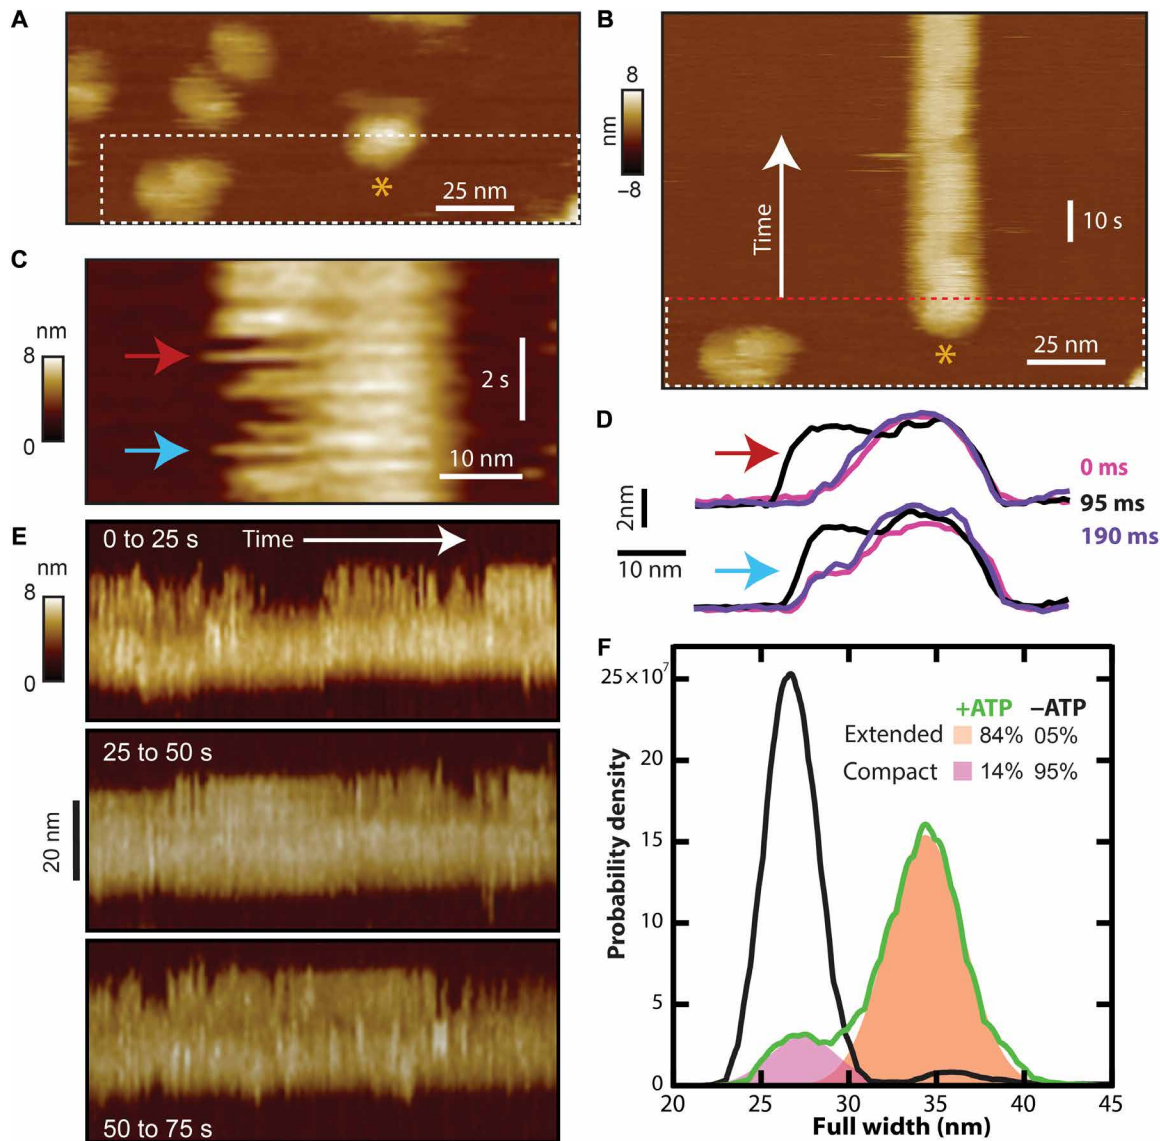 A
*
25 nm
B
8
nm
–8
Time
10 s
*
25 nm
C
nm
8
0
2 s
10 nm
D
0 ms
95 ms
190 ms
2nm
10 nm
E
0 to 25 s
Time
nm
8
0
25 to 50 s
20 nm
50 to 75 s
F
25×10⁷
20
15
10
5
0
Probability density
+ATP –ATP
Extended 84% 05%
Compact 14% 95%
20 25 30 35 40 45
Full width (nm)